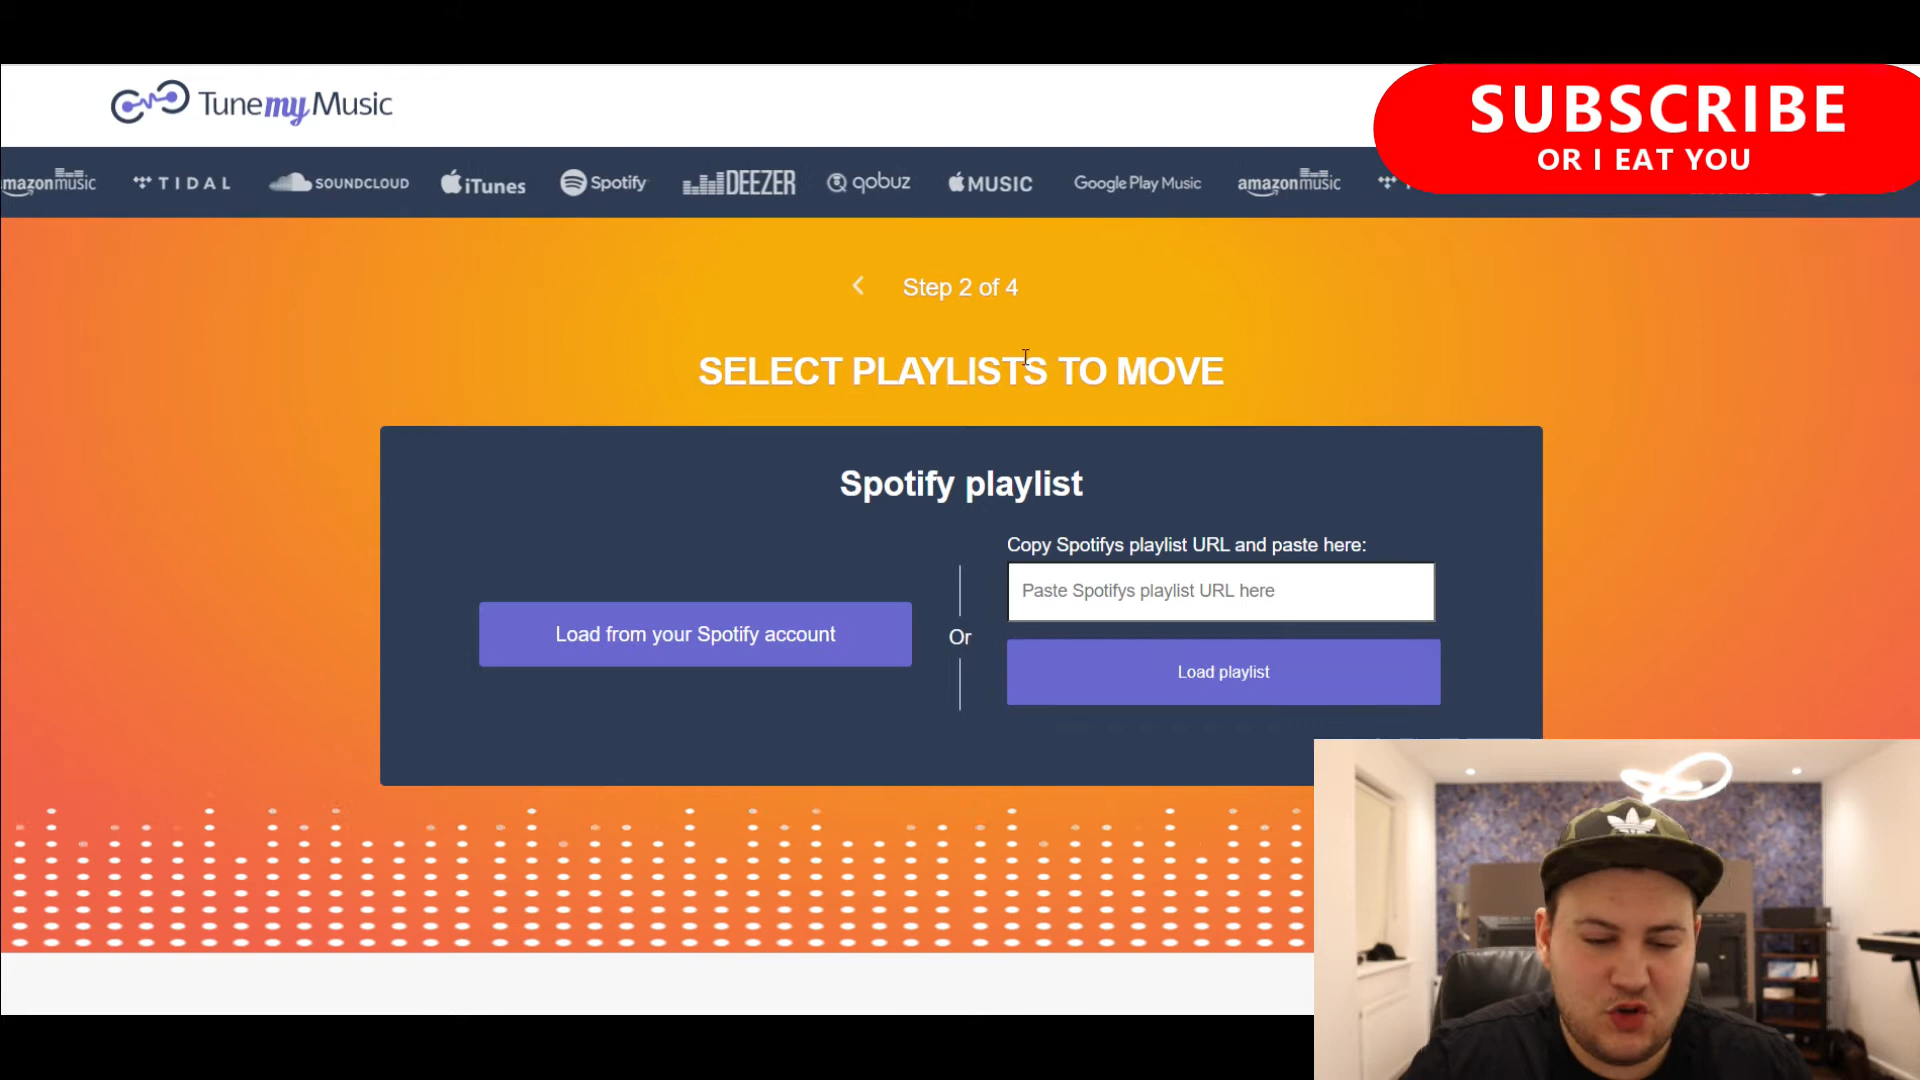 TunemyMusic
SUBSCRIBE
OR I EAT YOU
mazonmusic TIDAL SOUNDCLOUD iTunes Spotify DEEZER qobuz MUSIC Google Play Music amazonmusic
Step 2 of 4
SELECT PLAYLISTS TO MOVE
Spotify playlist
Copy Spotifys playlist URL and paste here:
Paste Spotifys playlist URL here
Load from your Spotify account
Or
Load playlist